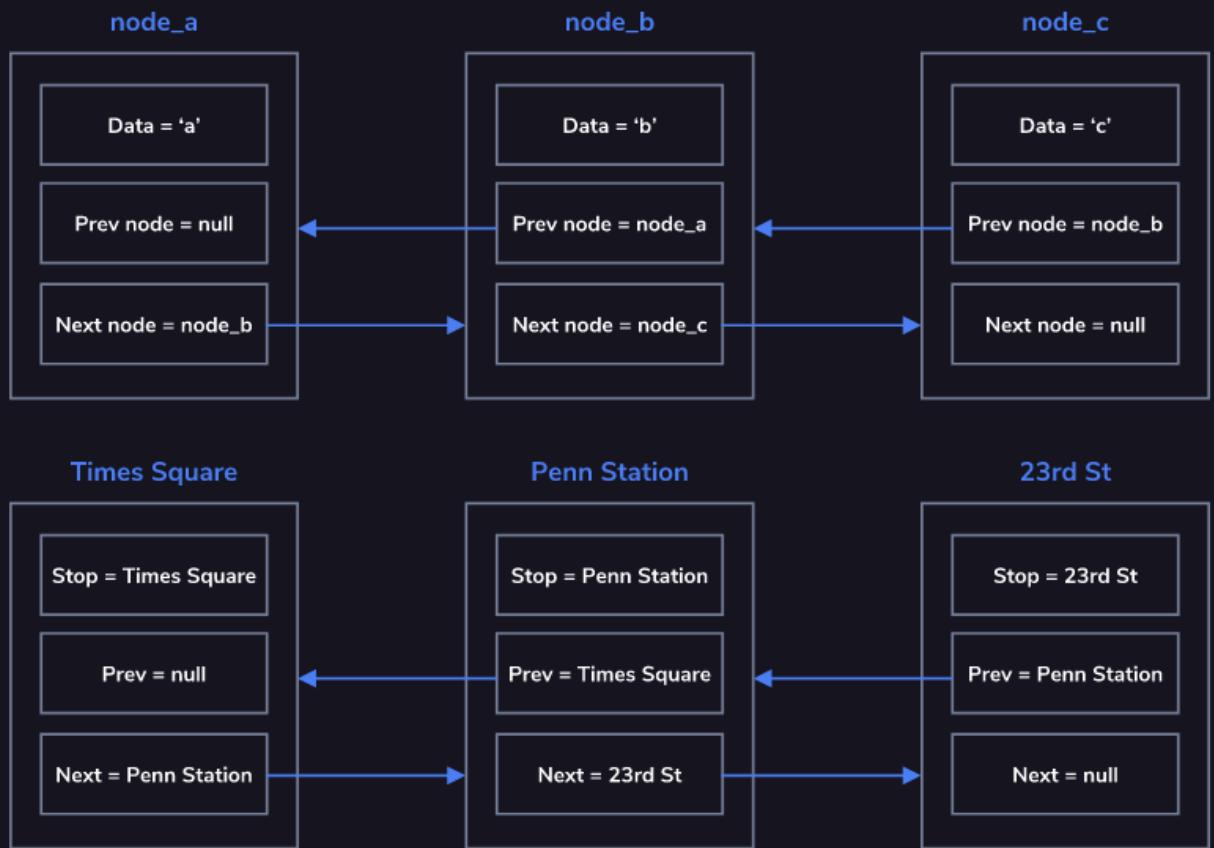 node_a
node_b
node_c
Data = ‘a’
Data = ‘b’
Data = ‘c’
Prev node = null
Prev node = node_a
Prev node = node_b
Next node = node_b
Next node = node_c
Next node = null
Times Square
Penn Station
23rd St
Stop = Times Square
Stop = Penn Station
Stop = 23rd St
Prev = null
Prev = Times Square
Prev = Penn Station
Next = Penn Station
Next = 23rd St
Next = null